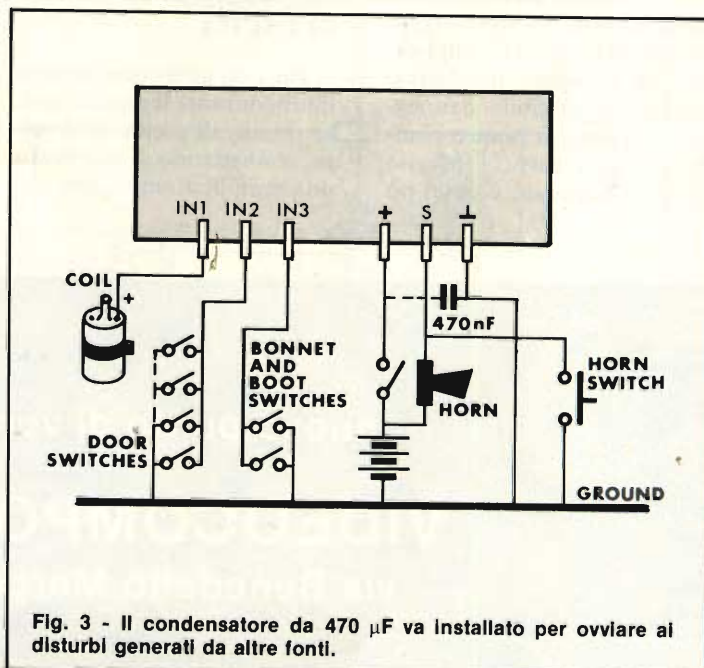 IN1 IN2 IN3 + S ⊥
COIL +
470nF
BONNET
AND
BOOT
SWITCHES
HORN
SWITCH
HORN
DOOR
SWITCHES
GROUND
Fig. 3 - Il condensatore da 470 μF va installato per ovviare ai
disturbi generati da altre fonti.